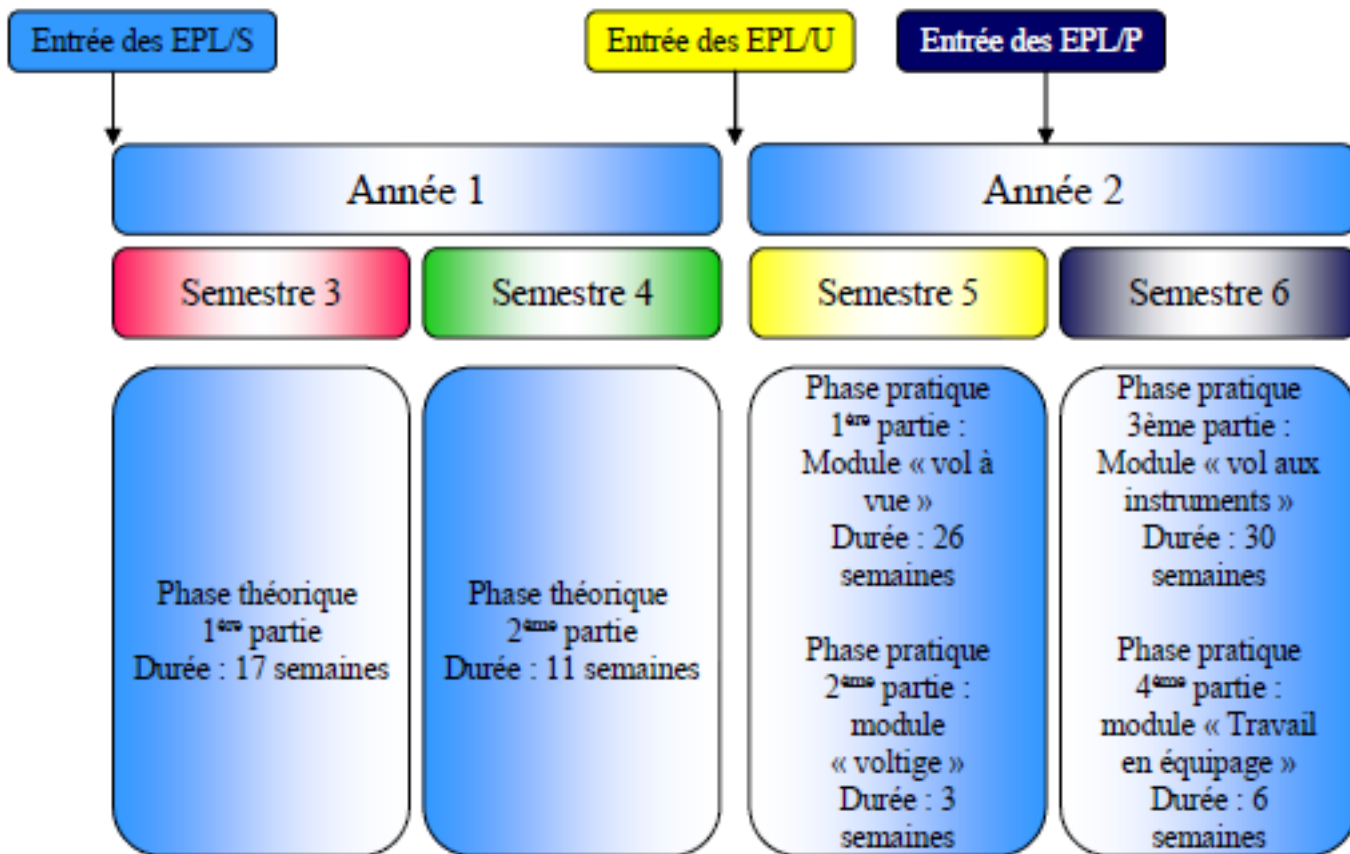 Entrée des EPL/S
Entrée des EPL/U
Entrée des EPL/P
Année 1
Année 2
Semestre 3
Semestre 4
Semestre 5
Semestre 6
Phase théorique
1ère partie
Durée : 17 semaines
Phase théorique
2ème partie
Durée : 11 semaines
Phase pratique
1ère partie :
Module « vol à
vue »
Durée : 26
semaines
Phase pratique
2ème partie :
module
« voltige »
Durée : 3
semaines
Phase pratique
3ème partie :
Module « vol aux
instruments »
Durée : 30
semaines
Phase pratique
4ème partie :
module « Travail
en équipage »
Durée : 6
semaines